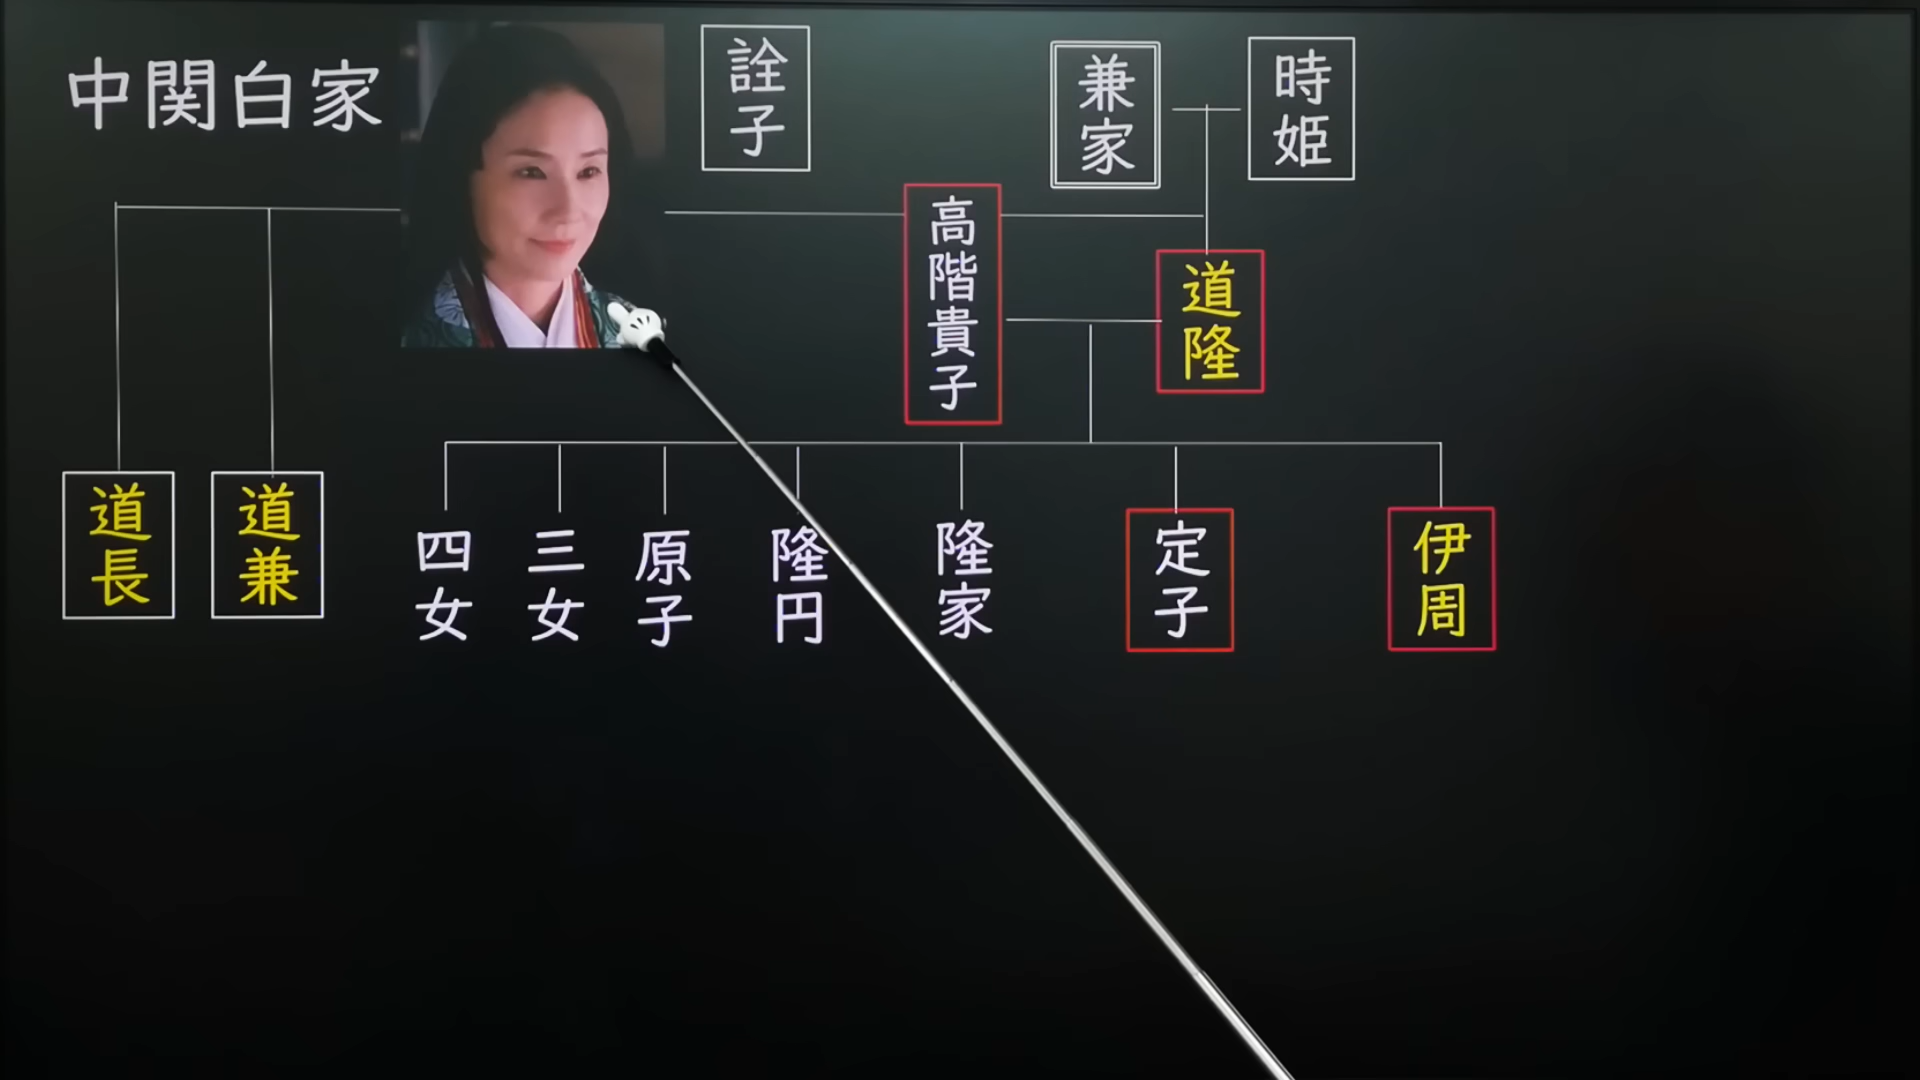 中関白家
詮子
兼家
時姫
高階貴子
道隆
道長
道兼
四女
三女
原子
隆円
隆家
定子
伊周